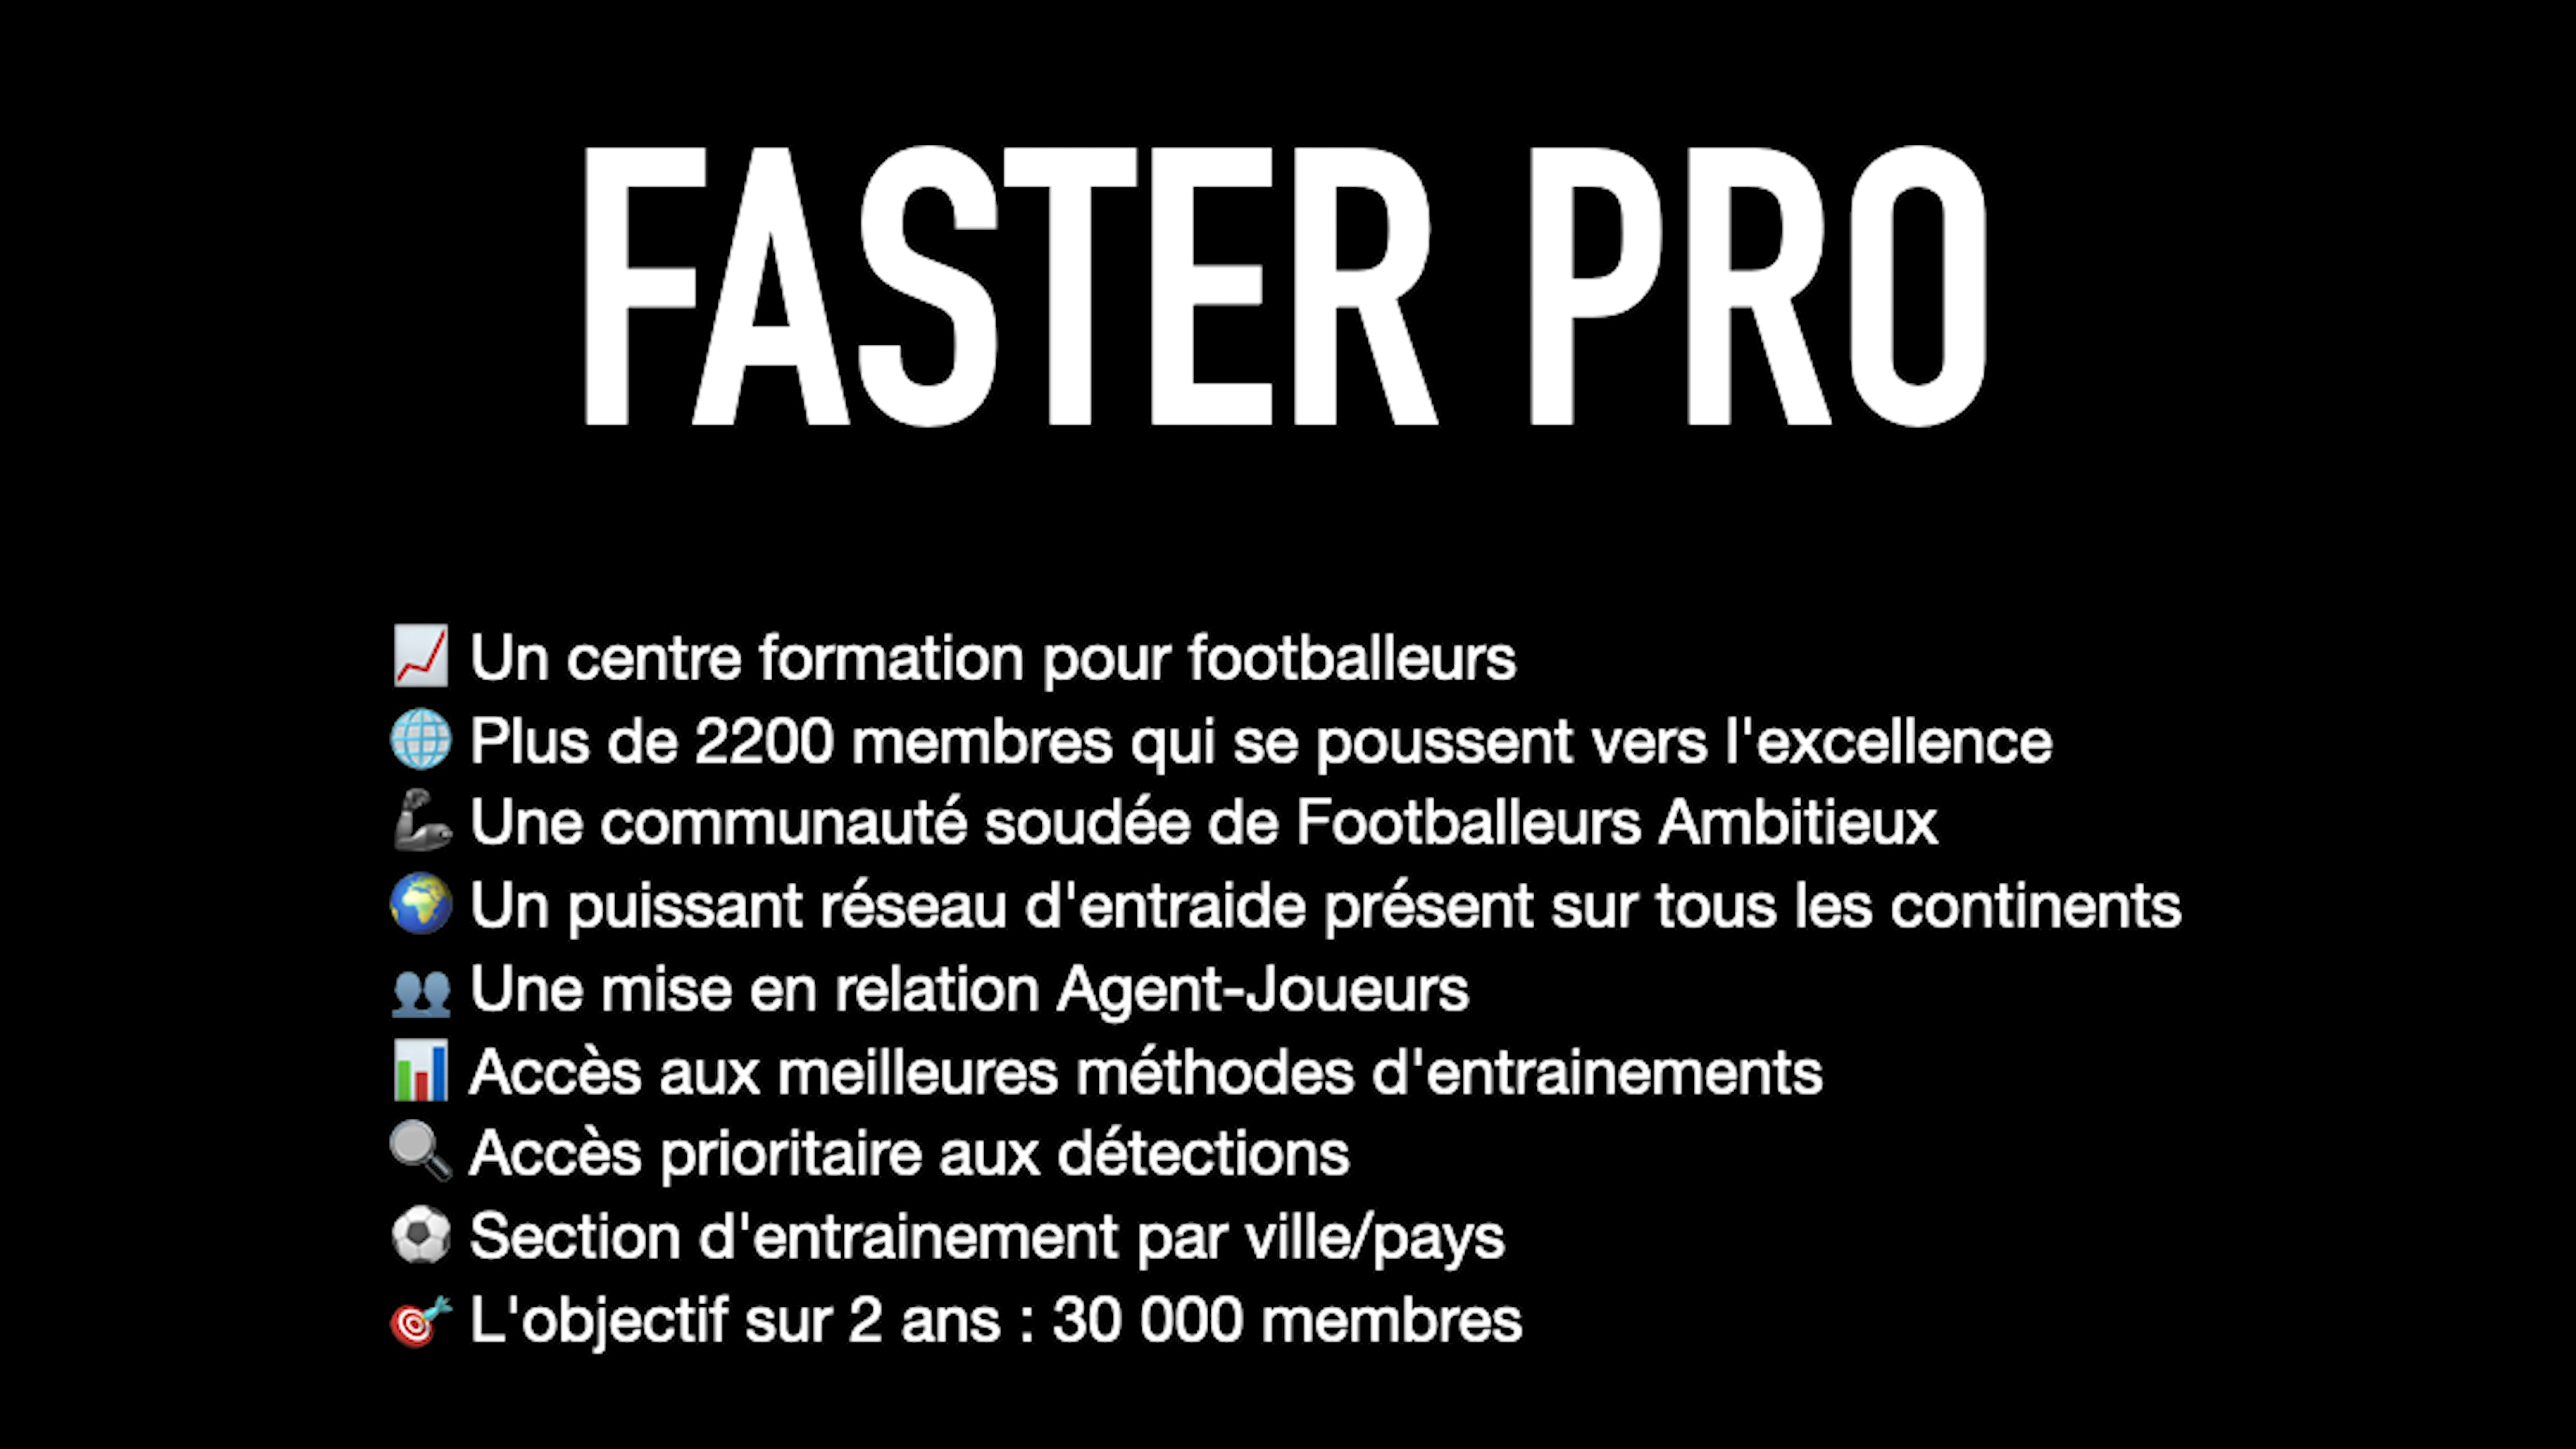 FASTER PRO
📈 Un centre formation pour footballeurs
🌐 Plus de 2200 membres qui se poussent vers l'excellence
🦾 Une communauté soudée de Footballeurs Ambitieux
🌍 Un puissant réseau d'entraide présent sur tous les continents
👥 Une mise en relation Agent-Joueurs
📊 Accès aux meilleures méthodes d'entrainements
🔍 Accès prioritaire aux détections
⚽ Section d'entrainement par ville/pays
🎯 L'objectif sur 2 ans : 30 000 membres